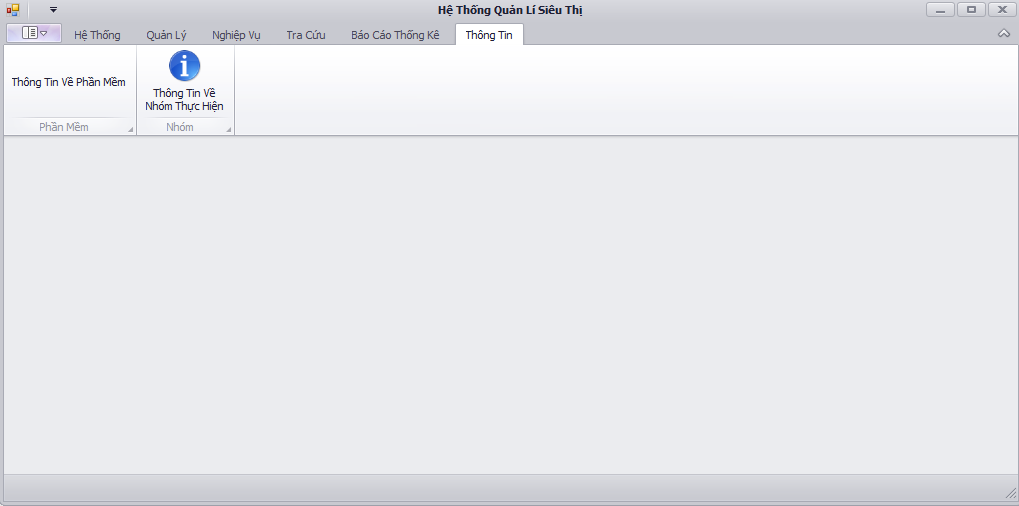 Hệ Thống Quản Lí Siêu Thị
Hệ Thống Quản Lý Nghiệp Vụ Tra Cứu Báo Cáo Thống Kê Thông Tin
Thông Tin Về Phần Mềm
Thông Tin Về
Nhóm Thực Hiện
Phần Mềm
Nhóm